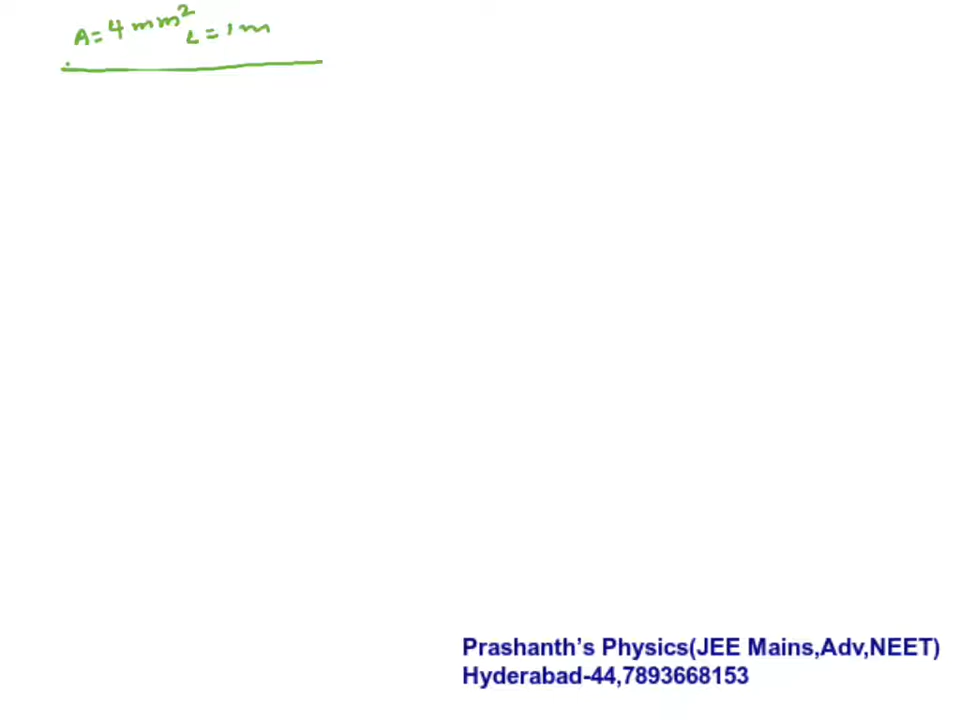 A = 4 mm² L = 1 m
Prashanth's Physics(JEE Mains,Adv,NEET)
Hyderabad-44,7893668153